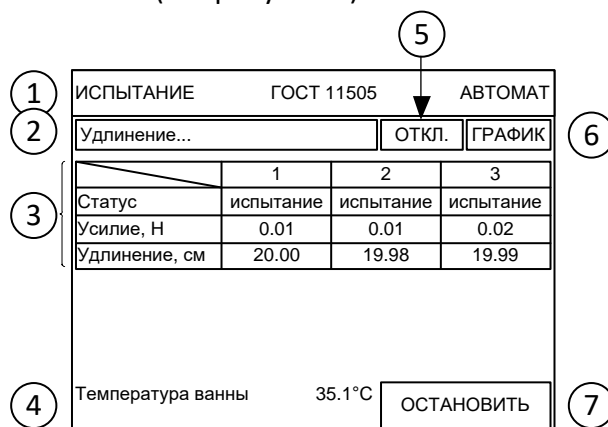 5
1 ИСПЫТАНИЕ ГОСТ 11505 АВТОМАТ
2 Удлинение... ОТКЛ. ГРАФИК 6
1 2 3
Статус испытание испытание испытание
3 Усилие, Н 0.01 0.01 0.02
Удлинение, см 20.00 19.98 19.99
4 Температура ванны 35.1°C ОСТАНОВИТЬ 7